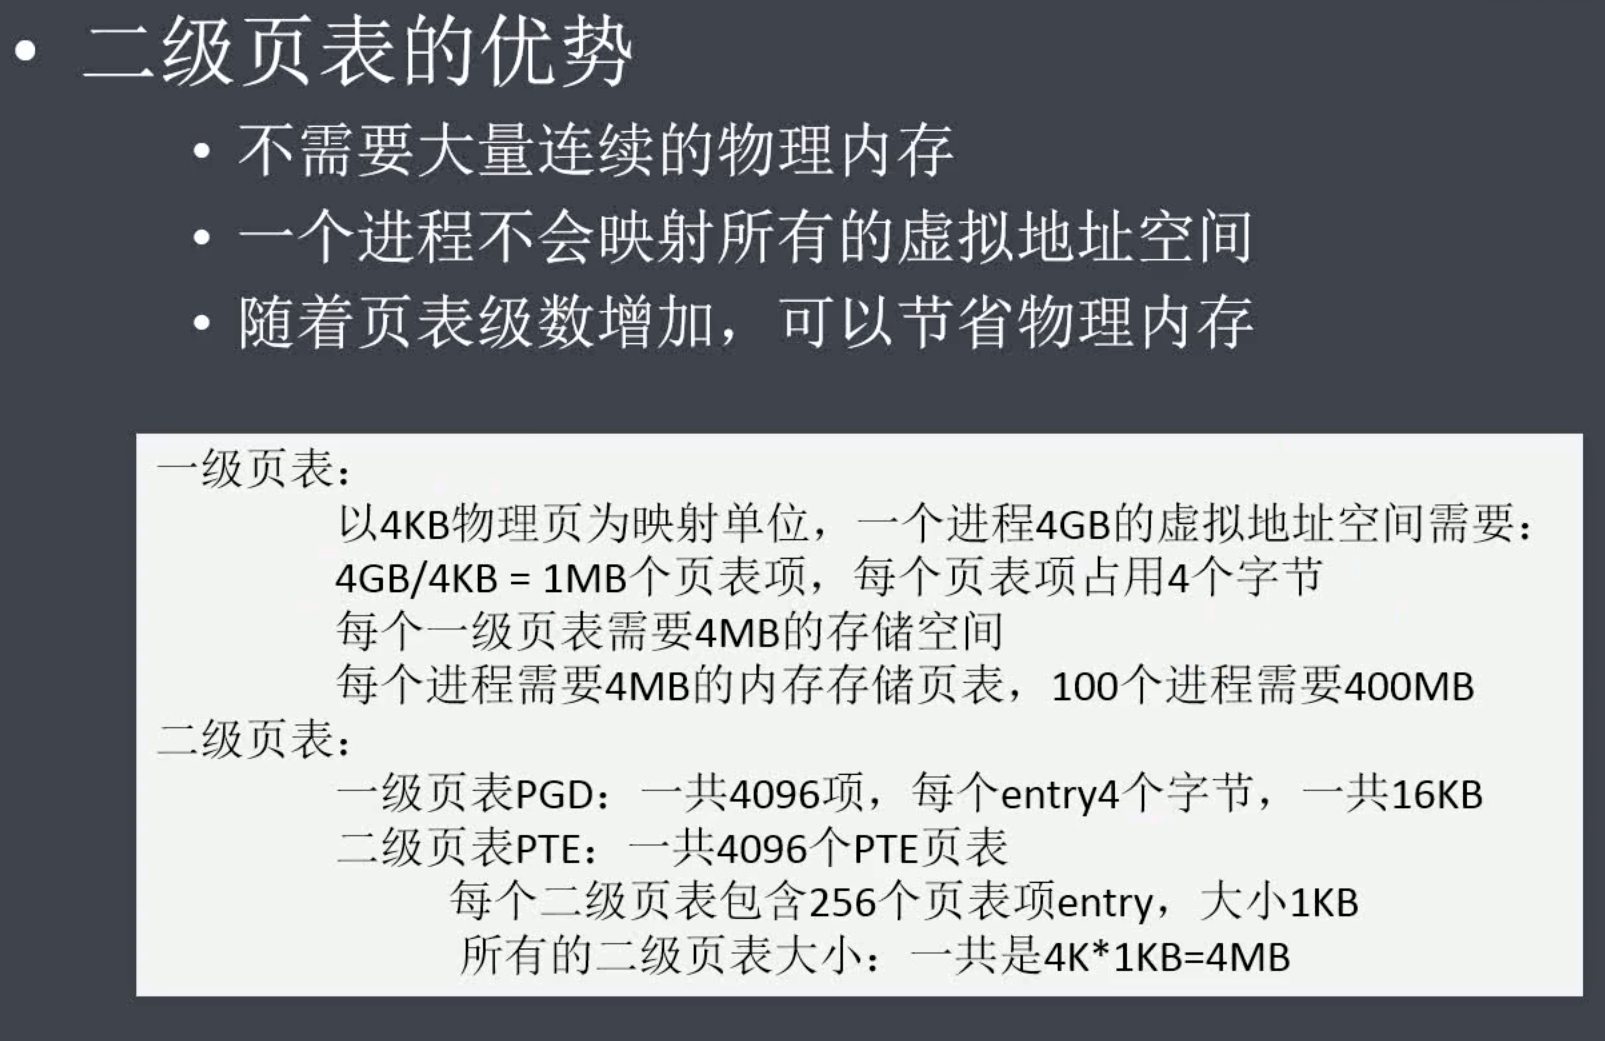 • 二级页表的优势
• 不需要大量连续的物理内存
• 一个进程不会映射所有的虚拟地址空间
• 随着页表级数增加，可以节省物理内存
一级页表：
以4KB物理页为映射单位，一个进程4GB的虚拟地址空间需要：
4GB/4KB = 1MB个页表项，每个页表项占用4个字节
每个一级页表需要4MB的存储空间
每个进程需要4MB的内存存储页表，100个进程需要400MB
二级页表：
一级页表PGD：一共4096项，每个entry4个字节，一共16KB
二级页表PTE：一共4096个PTE页表
每个二级页表包含256个页表项entry，大小1KB
所有的二级页表大小：一共是4K*1KB=4MB